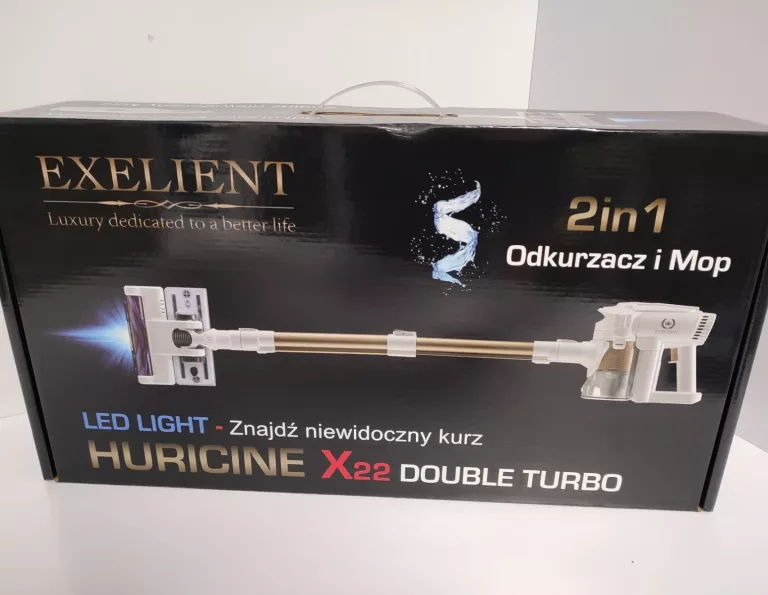 EXELIENT
Luxury dedicated to a better life
2in1
Odkurzacz i Mop
LED LIGHT - Znajdź niewidoczny kurz
HURICINE X22 DOUBLE TURBO